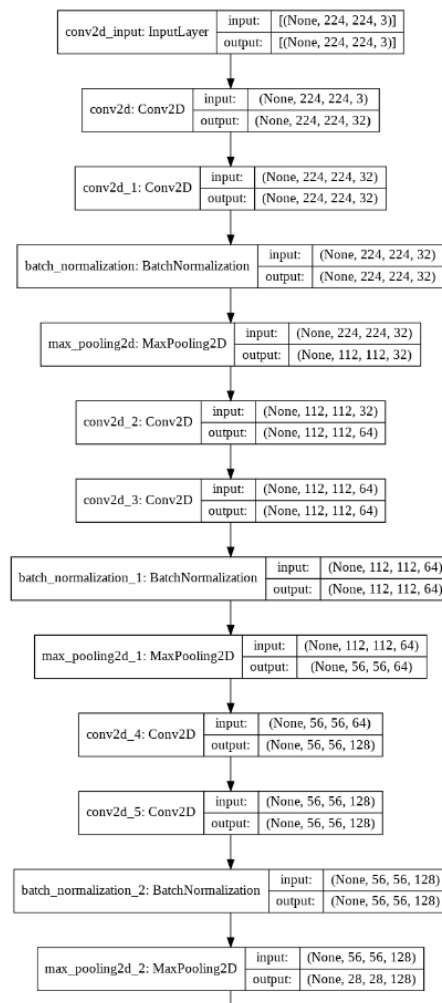 conv2d_input: InputLayer
input: [(None, 224, 224, 3)]
output: [(None, 224, 224, 3)]
conv2d: Conv2D
input: (None, 224, 224, 3)
output: (None, 224, 224, 32)
conv2d_1: Conv2D
input: (None, 224, 224, 32)
output: (None, 224, 224, 32)
batch_normalization: BatchNormalization
input: (None, 224, 224, 32)
output: (None, 224, 224, 32)
max_pooling2d: MaxPooling2D
input: (None, 224, 224, 32)
output: (None, 112, 112, 32)
conv2d_2: Conv2D
input: (None, 112, 112, 32)
output: (None, 112, 112, 64)
conv2d_3: Conv2D
input: (None, 112, 112, 64)
output: (None, 112, 112, 64)
batch_normalization_1: BatchNormalization
input: (None, 112, 112, 64)
output: (None, 112, 112, 64)
max_pooling2d_1: MaxPooling2D
input: (None, 112, 112, 64)
output: (None, 56, 56, 64)
conv2d_4: Conv2D
input: (None, 56, 56, 64)
output: (None, 56, 56, 128)
conv2d_5: Conv2D
input: (None, 56, 56, 128)
output: (None, 56, 56, 128)
batch_normalization_2: BatchNormalization
input: (None, 56, 56, 128)
output: (None, 56, 56, 128)
max_pooling2d_2: MaxPooling2D
input: (None, 56, 56, 128)
output: (None, 28, 28, 128)